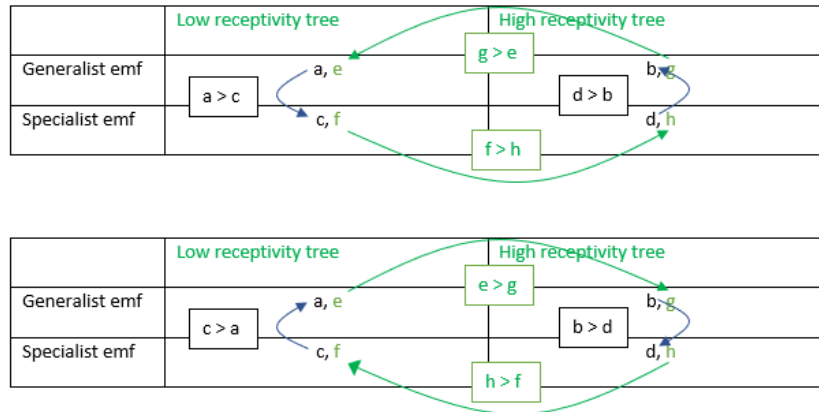 Low receptivity tree High receptivity tree
g > e
Generalist emf a, e b, g
a > c d > b
Specialist emf c, f d, h
f > h
Low receptivity tree High receptivity tree
e > g
Generalist emf a, e b, g
c > a b > d
Specialist emf c, f d, h
h > f